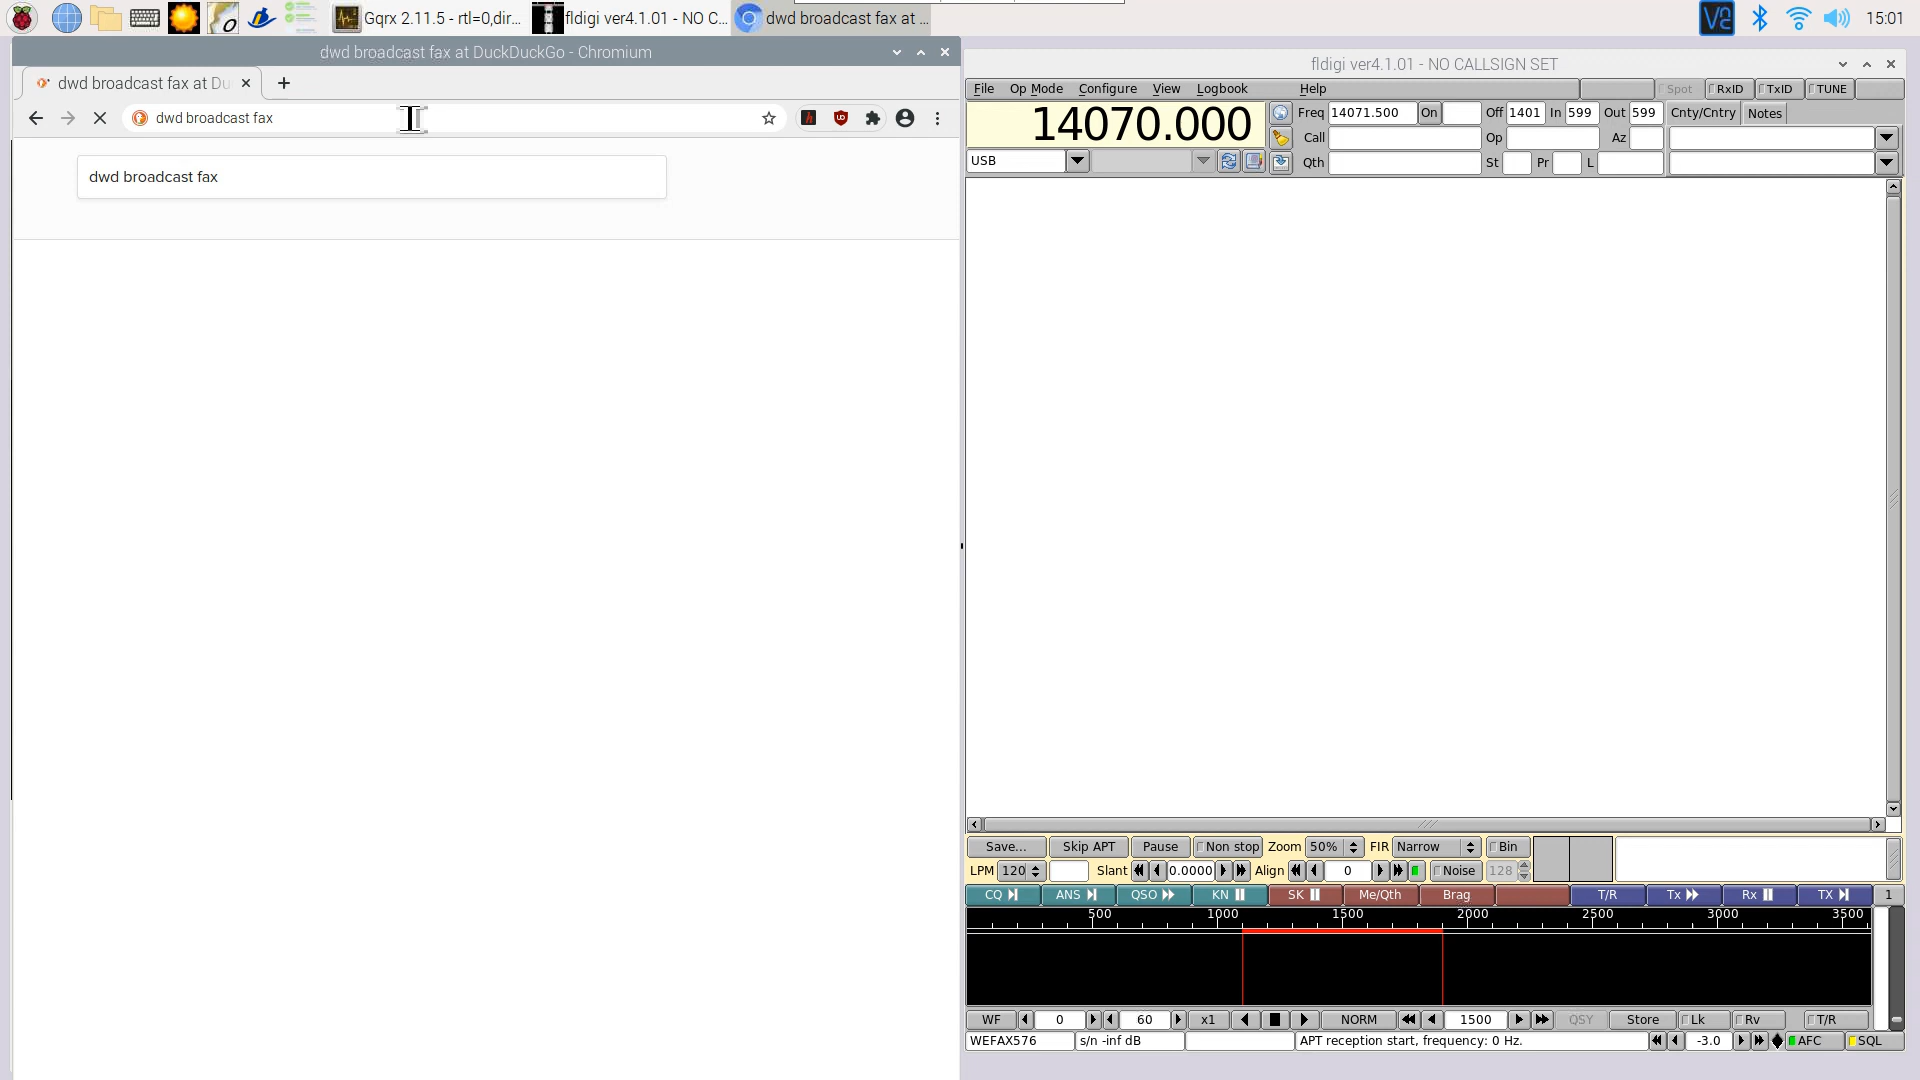 Gqrx 2.11.5 - rtl=0,dir...
fldigi ver4.1.01 - NO C...
dwd broadcast fax at ...
15:01
dwd broadcast fax at DuckDuckGo - Chromium
dwd broadcast fax at Du
dwd broadcast fax
dwd broadcast fax
fldigi ver4.1.01 - NO CALLSIGN SET
File Op Mode Configure View Logbook Help Spot RxID TxID TUNE
14070.000 Freq 14071.500 On Off 1401 In 599 Out 599 Cnty/Cntry Notes
Call Op Az
USB Qth St Pr L
Save... Skip APT Pause Non stop Zoom 50% FIR Narrow Bin
LPM 120 Slant 0.0000 Align 0 Noise 128
CQ ANS QSO KN SK Me/Qth Brag T/R Tx Rx TX 1
500 1000 1500 2000 2500 3000 3500
WF 0 60 x1 NORM 1500 QSY Store Lk Rv T/R
WEFAX576 s/n -inf dB APT reception start, frequency: 0 Hz. -3.0 AFC SQL